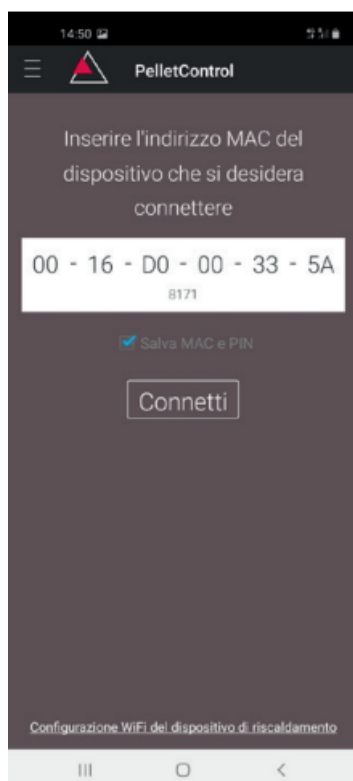 14:50
PelletControl
Inserire l'indirizzo MAC del
dispositivo che si desidera
connettere
00 - 16 - D0 - 00 - 33 - 5A
8171
Salva MAC e PIN
Connetti
Configurazione WiFi del dispositivo di riscaldamento